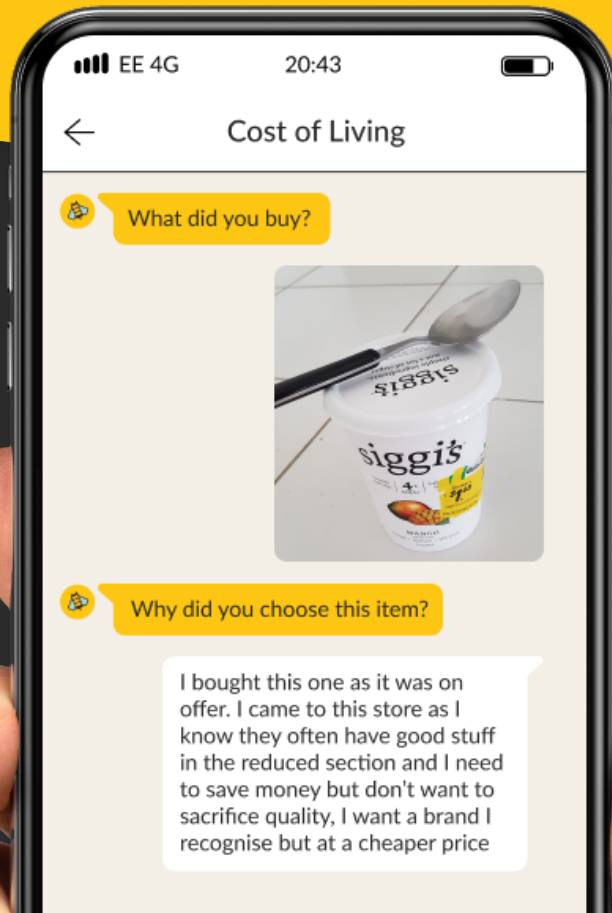 EE 4G
20:43
Cost of Living
What did you buy?
siggi's
siggi's
4%
MANGO
Why did you choose this item?
I bought this one as it was on
offer. I came to this store as I
know they often have good stuff
in the reduced section and I need
to save money but don't want to
sacrifice quality, I want a brand I
recognise but at a cheaper price